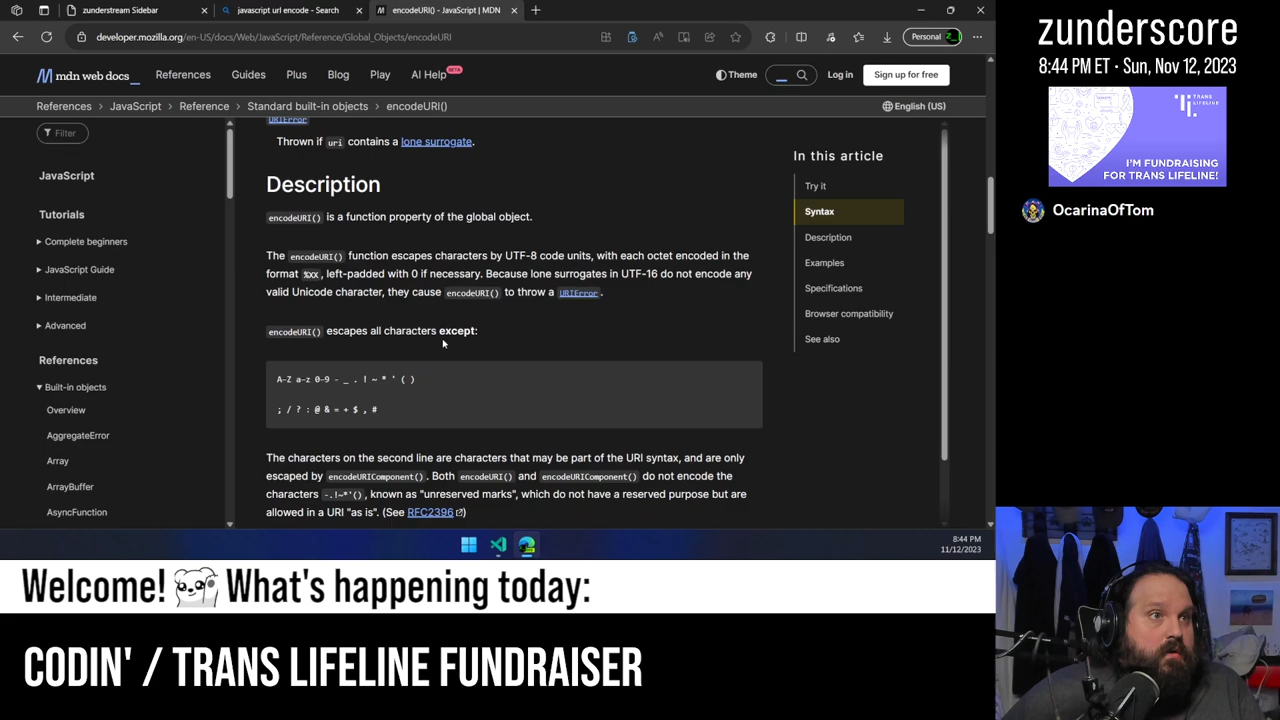 zunderstream Sidebar
javascript url encode - Search
encodeURI() - JavaScript | MDN
developer.mozilla.org/en-US/docs/Web/JavaScript/Reference/Global_Objects/encodeURI
Personal
mdn web docs_
References
Guides
Plus
Blog
Play
AI Help BETA
Theme
Log in
Sign up for free
References > JavaScript > Reference > Standard built-in objects > encodeURI()
English (US)
Filter
JavaScript
Tutorials
Complete beginners
JavaScript Guide
Intermediate
Advanced
References
Built-in objects
Overview
AggregateError
Array
ArrayBuffer
AsyncFunction
URIError
Thrown if uri contains a lone surrogate.
Description
encodeURI() is a function property of the global object.
The encodeURI() function escapes characters by UTF-8 code units, with each octet encoded in the
format %XX, left-padded with 0 if necessary. Because lone surrogates in UTF-16 do not encode any
valid Unicode character, they cause encodeURI() to throw a URIError.
encodeURI() escapes all characters except:
A–Z a–z 0–9 - _ . ! ~ * ' ( )
; / ? : @ & = + $ , #
The characters on the second line are characters that may be part of the URI syntax, and are only
escaped by encodeURIComponent(). Both encodeURI() and encodeURIComponent() do not encode the
characters -.!~*'(), known as "unreserved marks", which do not have a reserved purpose but are
allowed in a URI "as is". (See RFC2396)
In this article
Try it
Syntax
Description
Examples
Specifications
Browser compatibility
See also
8:44 PM
11/12/2023
zunderscore
8:44 PM ET · Sun, Nov 12, 2023
TRANS
LIFELINE
I'M FUNDRAISING
FOR TRANS LIFELINE!
OcarinaOfTom
Welcome! What's happening today:
CODIN' / TRANS LIFELINE FUNDRAISER